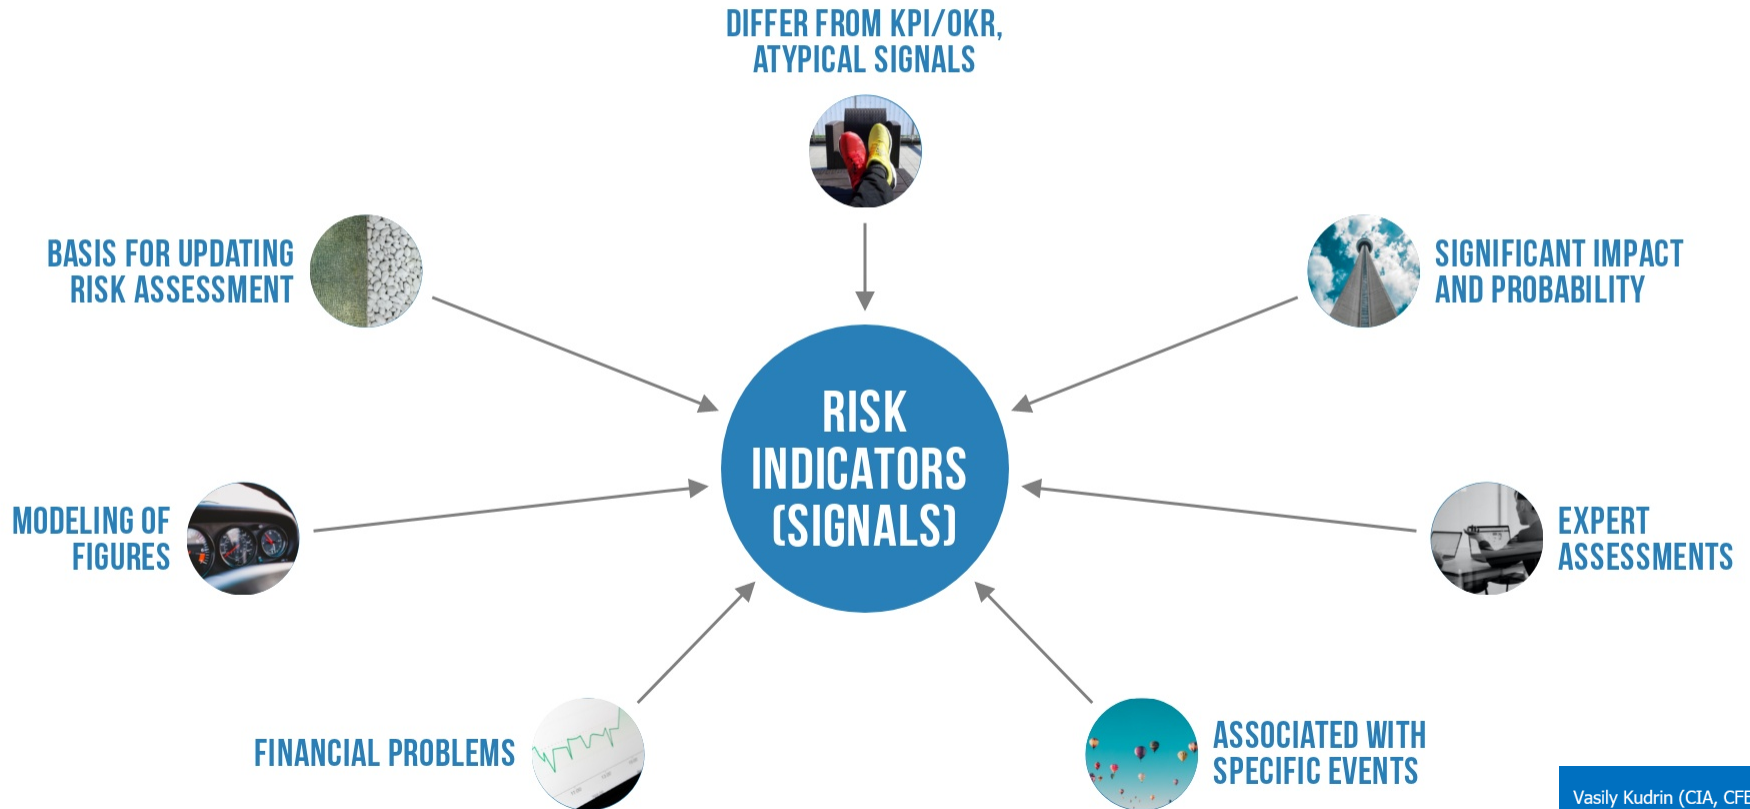 DIFFER FROM KPI/OKR,
ATYPICAL SIGNALS
BASIS FOR UPDATING
RISK ASSESSMENT
SIGNIFICANT IMPACT
AND PROBABILITY
RISK
INDICATORS
(SIGNALS)
MODELING OF
FIGURES
EXPERT
ASSESSMENTS
FINANCIAL PROBLEMS
ASSOCIATED WITH
SPECIFIC EVENTS
Vasily Kudrin (CIA, CFE